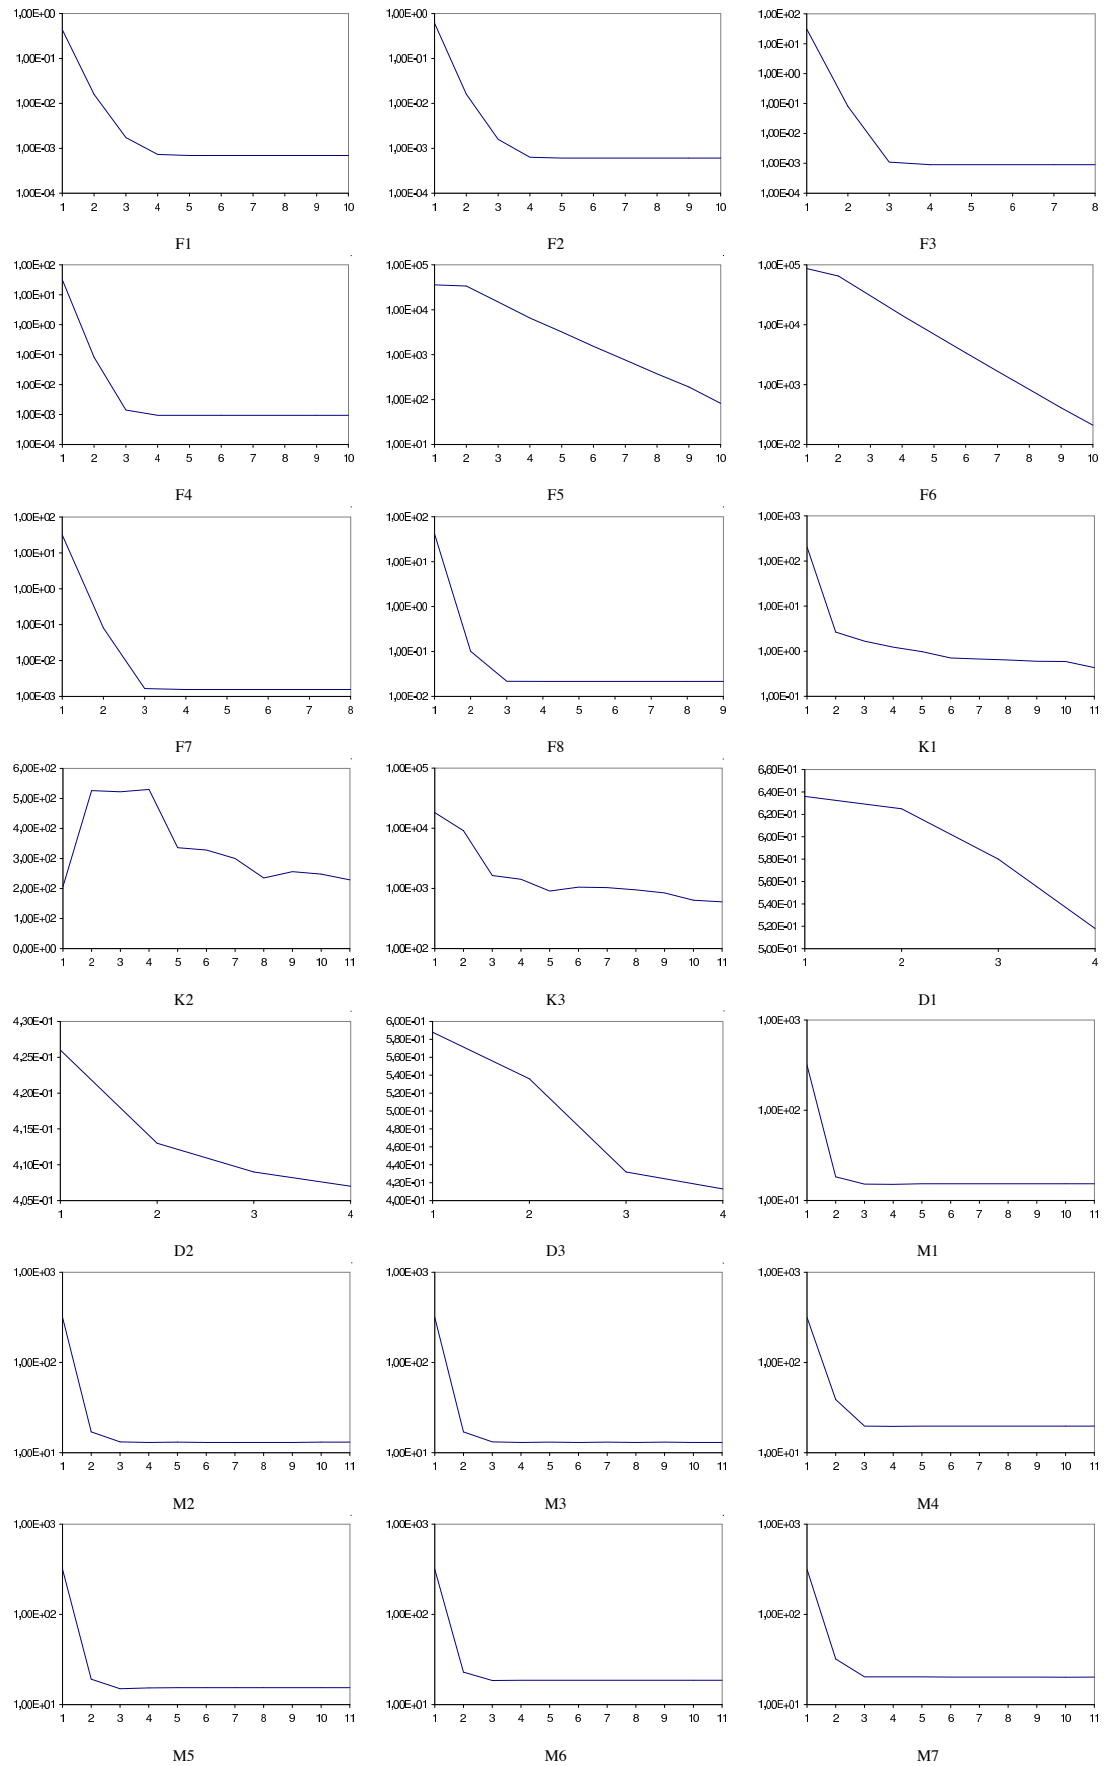 1,00E+00 1,00E+00 1,00E+02
1,00E-01 1,00E-01 1,00E+01
1,00E-02 1,00E-02 1,00E+00
1,00E-03 1,00E-03 1,00E-01
1,00E-04 1,00E-04 1,00E-02
1,00E-03
1,00E-04
1 2 3 4 5 6 7 8 9 10 1 2 3 4 5 6 7 8 9 10 1 2 3 4 5 6 7 8
F1 F2 F3
1,00E+02 1,00E+05 1,00E+05
1,00E+01 1,00E+04 1,00E+04
1,00E+00 1,00E+03 1,00E+03
1,00E-01 1,00E+02 1,00E+02
1,00E-02 1,00E+01
1,00E-03
1,00E-04
1 2 3 4 5 6 7 8 9 10 1 2 3 4 5 6 7 8 9 10 1 2 3 4 5 6 7 8 9 10
F4 F5 F6
1,00E+02 1,00E+02 1,00E+03
1,00E+01 1,00E+01 1,00E+02
1,00E+00 1,00E+00 1,00E+01
1,00E-01 1,00E-01 1,00E+00
1,00E-02 1,00E-02 1,00E-01
1,00E-03
1 2 3 4 5 6 7 8 1 2 3 4 5 6 7 8 9 1 2 3 4 5 6 7 8 9 10 11
F7 F8 K1
6,00E+02 1,00E+05 6,60E-01
5,00E+02 1,00E+04 6,40E-01
4,00E+02 1,00E+03 6,20E-01
3,00E+02 1,00E+02 6,00E-01
2,00E+02 5,80E-01
1,00E+02 5,60E-01
0,00E+00 5,40E-01
5,20E-01
5,00E-01
1 2 3 4 5 6 7 8 9 10 11 1 2 3 4 5 6 7 8 9 10 11 1 2 3 4
K2 K3 D1
4,30E-01 6,00E-01 1,00E+03
4,25E-01 5,80E-01 1,00E+02
4,20E-01 5,60E-01 1,00E+01
4,15E-01 5,40E-01
4,10E-01 5,20E-01
4,05E-01 5,00E-01
4,80E-01
4,60E-01
4,40E-01
4,20E-01
4,00E-01
1 2 3 4 1 2 3 4 1 2 3 4 5 6 7 8 9 10 11
D2 D3 M1
1,00E+03 1,00E+03 1,00E+03
1,00E+02 1,00E+02 1,00E+02
1,00E+01 1,00E+01 1,00E+01
1 2 3 4 5 6 7 8 9 10 11 1 2 3 4 5 6 7 8 9 10 11 1 2 3 4 5 6 7 8 9 10 11
M2 M3 M4
1,00E+03 1,00E+03 1,00E+03
1,00E+02 1,00E+02 1,00E+02
1,00E+01 1,00E+01 1,00E+01
1 2 3 4 5 6 7 8 9 10 11 1 2 3 4 5 6 7 8 9 10 11 1 2 3 4 5 6 7 8 9 10 11
M5 M6 M7